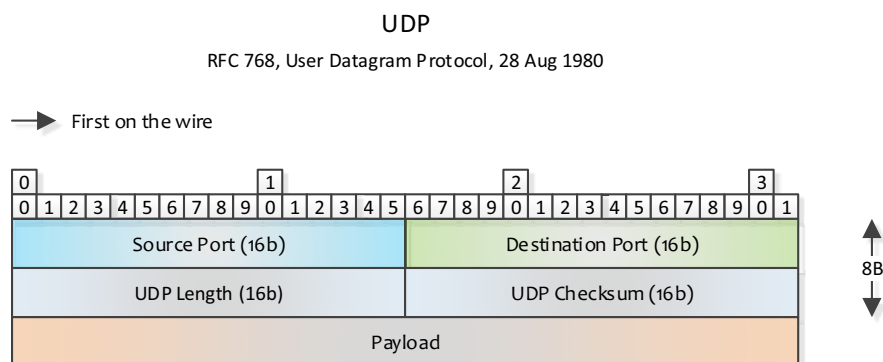 UDP
RFC 768, User Datagram Protocol, 28 Aug 1980
First on the wire
0 1 2 3
0 1 2 3 4 5 6 7 8 9 0 1 2 3 4 5 6 7 8 9 0 1 2 3 4 5 6 7 8 9 0 1
Source Port (16b) Destination Port (16b)
8B
UDP Length (16b) UDP Checksum (16b)
Payload